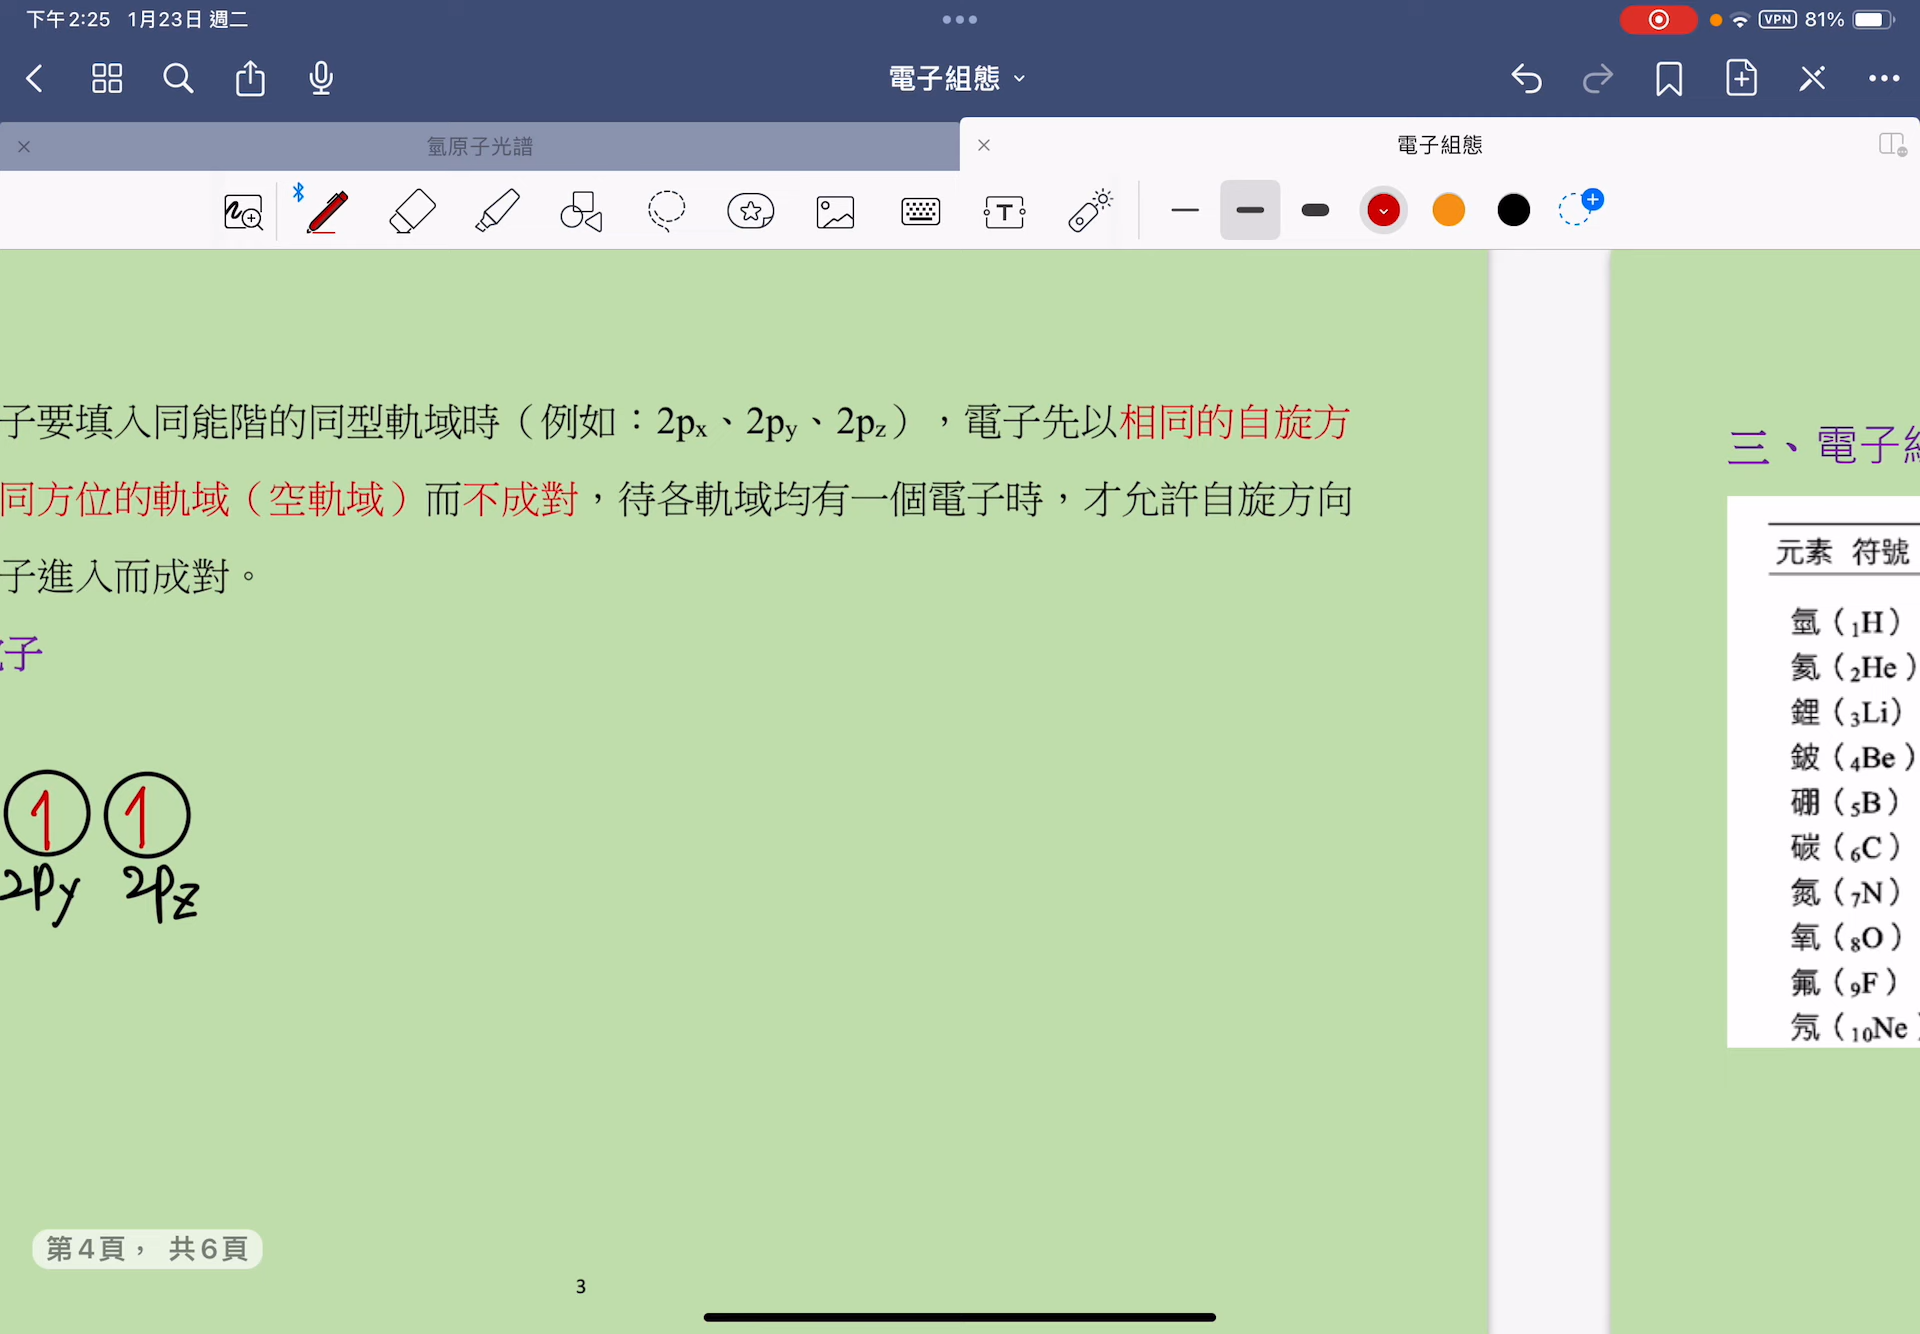 下午2:25 1月23日 週二
VPN 81%
電子組態
氫原子光譜
電子組態
T
子要填入同能階的同型軌域時（例如：2px、2py、2pz），電子先以相同的自旋方
同方位的軌域（空軌域）而不成對，待各軌域均有一個電子時，才允許自旋方向
子進入而成對。
子
2py 2pz
第4頁， 共6頁
3
三、電子
元素 符號
氫（1H）
氦（2He）
鋰（3Li）
鈹（4Be）
硼（5B）
碳（6C）
氮（7N）
氧（8O）
氟（9F）
氖（10Ne）